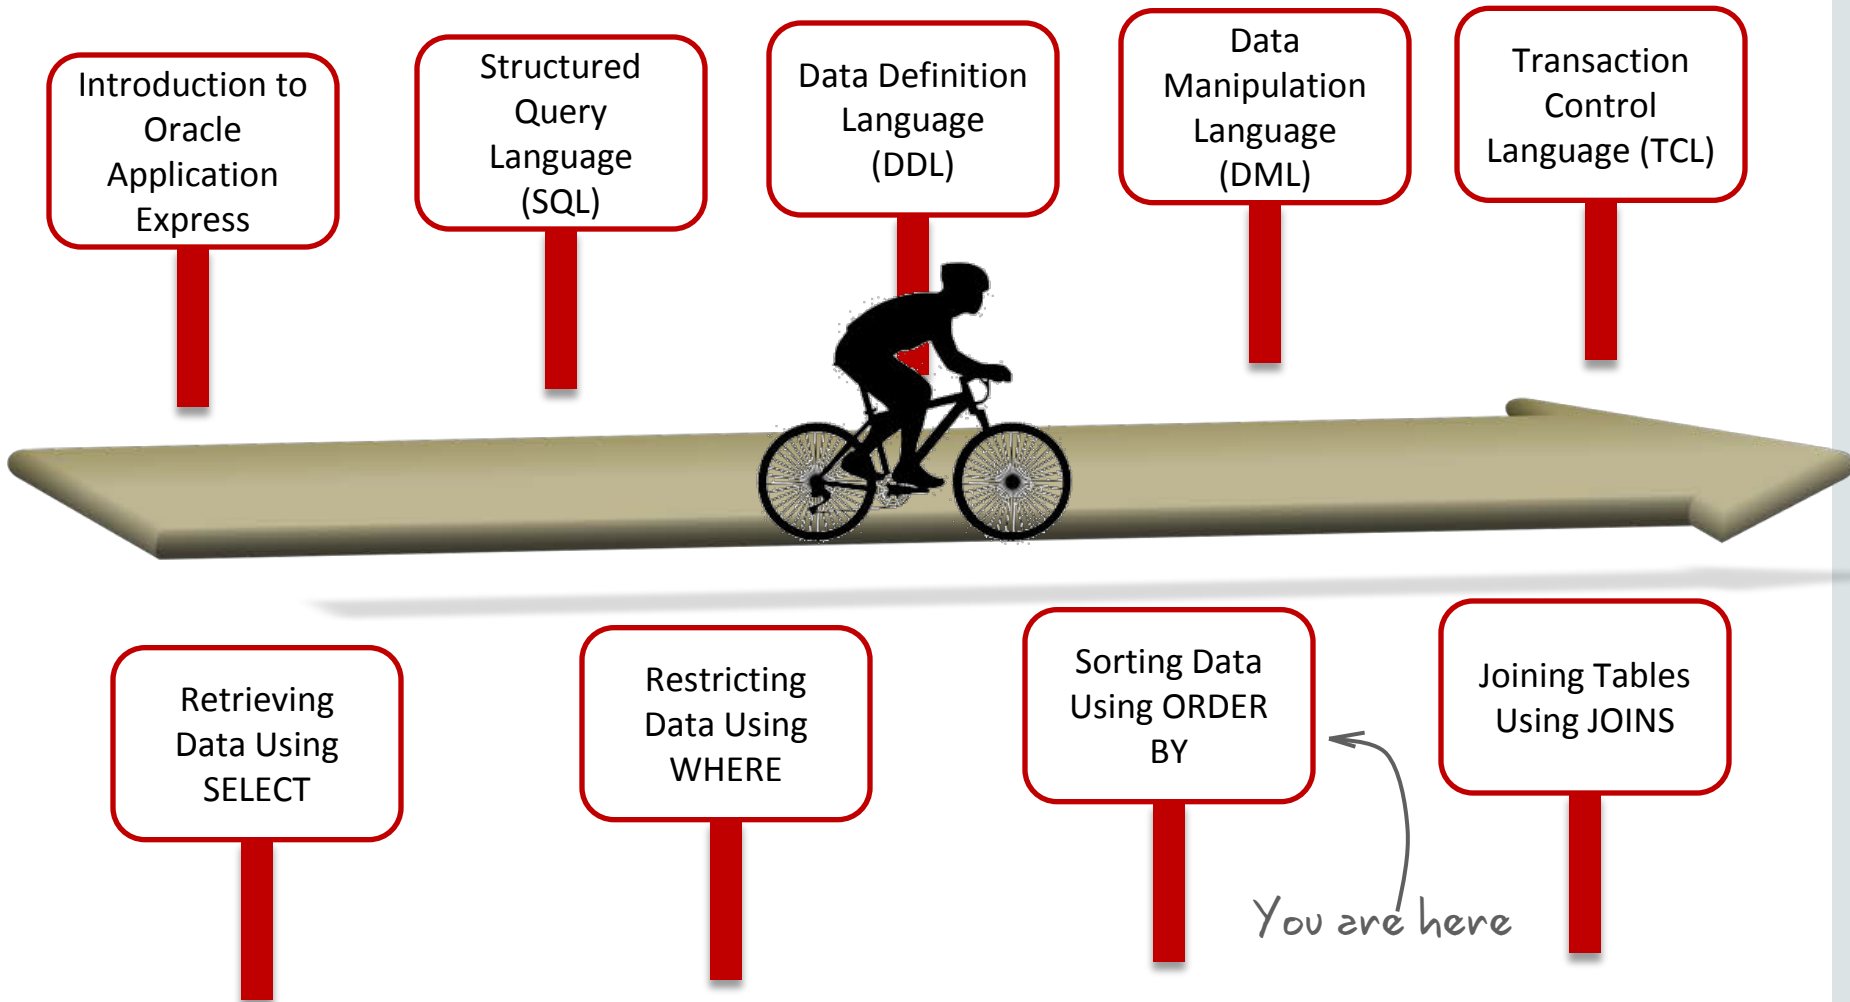 Introduction to
Oracle
Application
Express
Structured
Query
Language
(SQL)
Data Definition
Language
(DDL)
Data
Manipulation
Language
(DML)
Transaction
Control
Language (TCL)
Retrieving
Data Using
SELECT
Restricting
Data Using
WHERE
Sorting Data
Using ORDER
BY
Joining Tables
Using JOINS
You are here